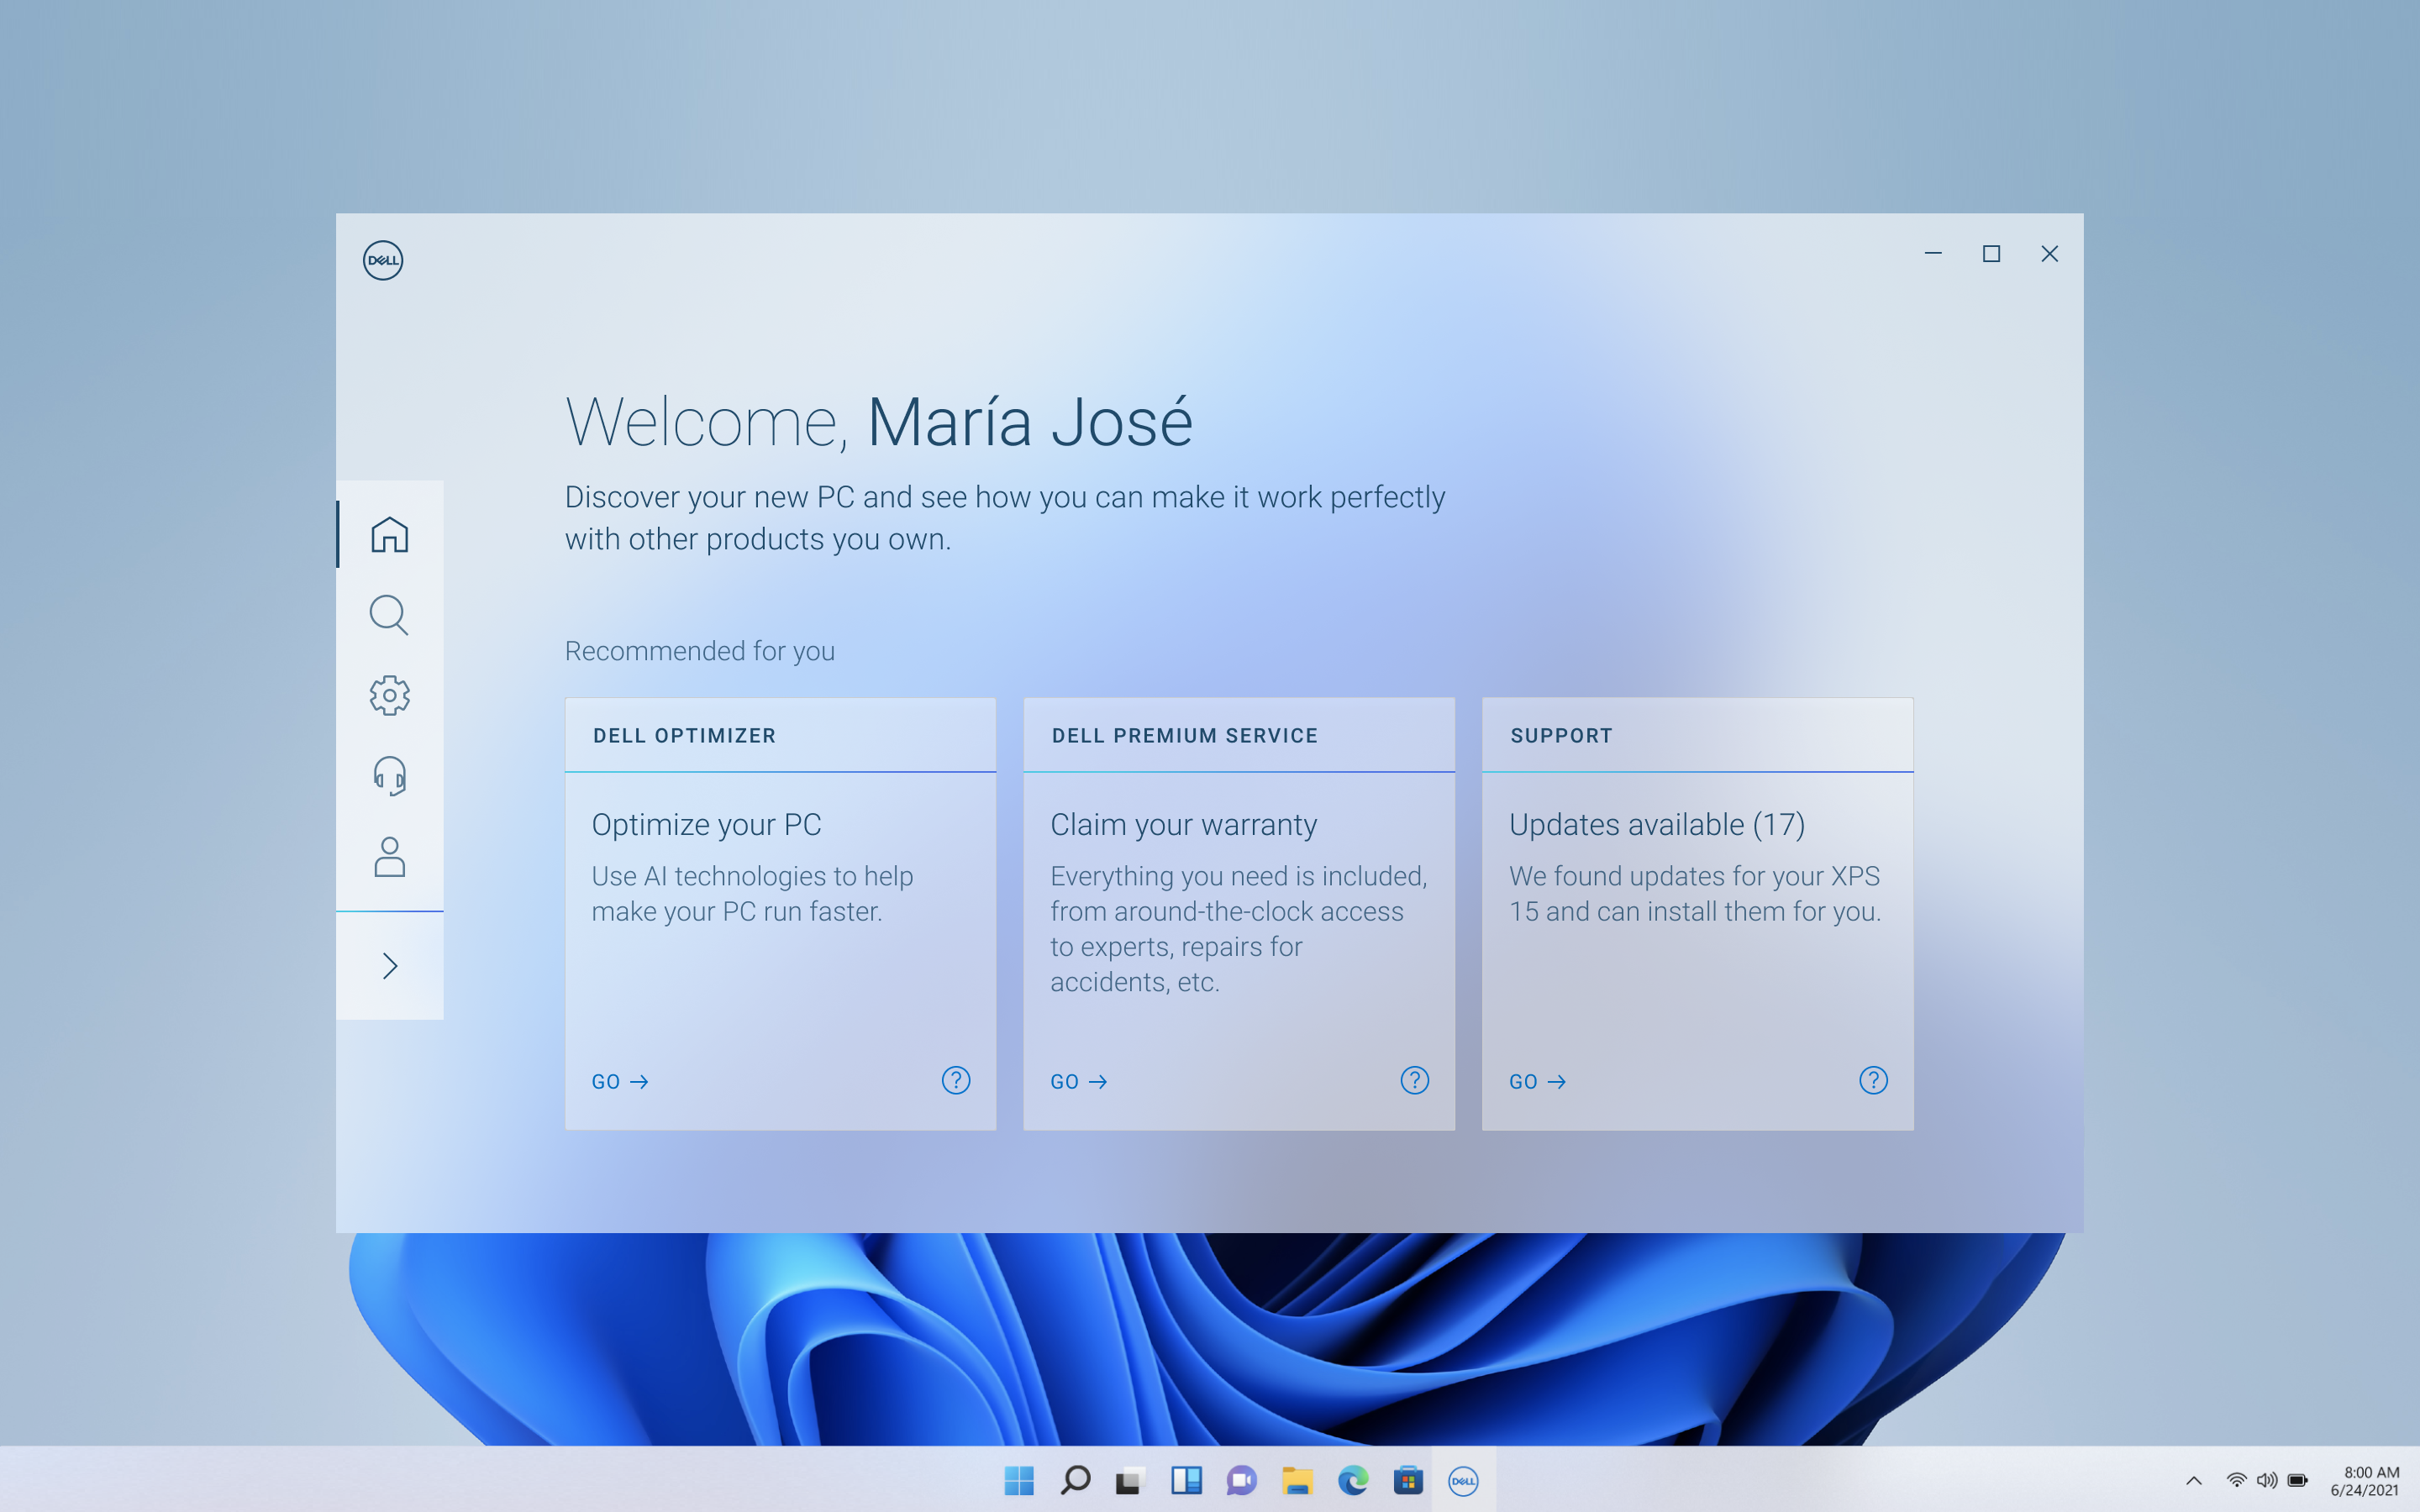 DELL
Welcome, María José
Discover your new PC and see how you can make it work perfectly
with other products you own.
Recommended for you
DELL OPTIMIZER
Optimize your PC
Use AI technologies to help
make your PC run faster.
GO →
?
DELL PREMIUM SERVICE
Claim your warranty
Everything you need is included,
from around-the-clock access
to experts, repairs for
accidents, etc.
GO →
?
SUPPORT
Updates available (17)
We found updates for your XPS
15 and can install them for you.
GO →
?
DELL
8:00 AM
6/24/2021